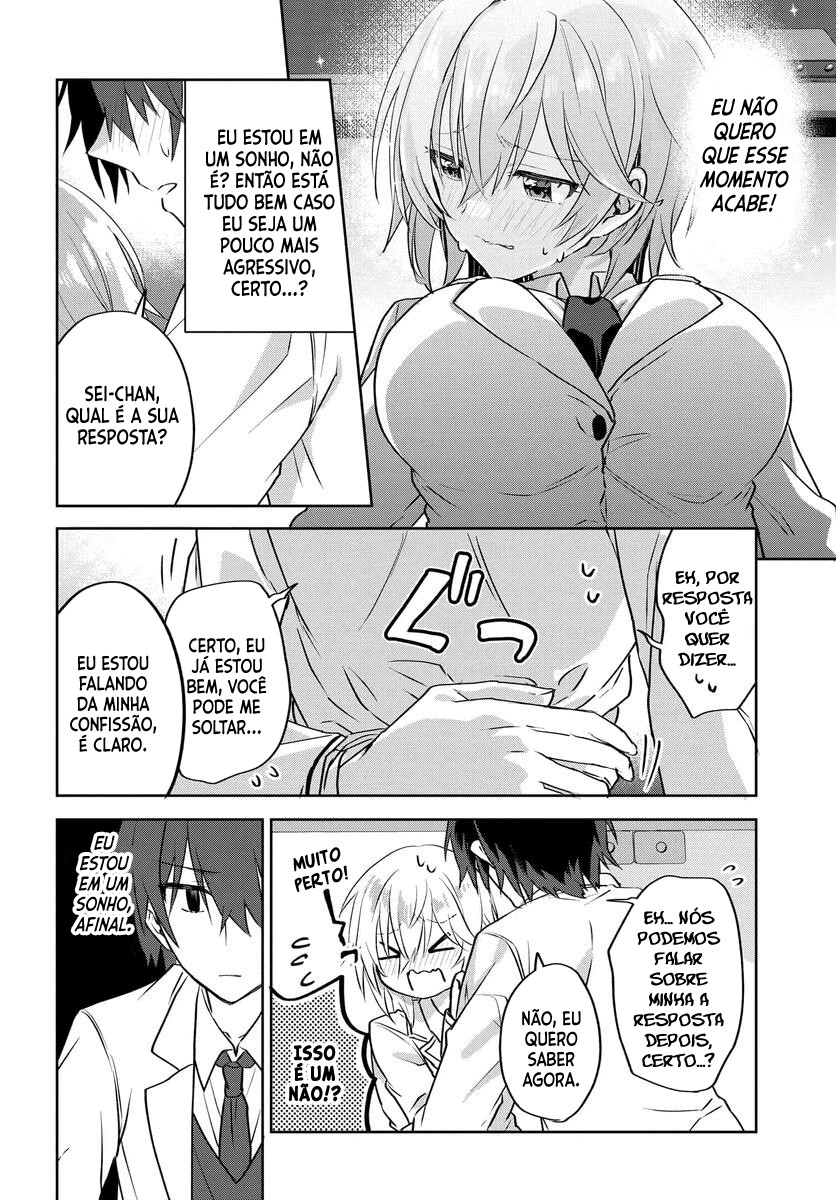 EU NÃO
QUERO
QUE ESSE
MOMENTO
ACABE!
EU ESTOU EM
UM SONHO, NÃO
É? ENTÃO ESTÁ
TUDO BEM CASO
EU SEJA UM
POUCO MAIS
AGRESSIVO,
CERTO...?
SEI-CHAN,
QUAL É A SUA
RESPOSTA?
EH, POR
RESPOSTA
VOCÊ
QUER
DIZER...
ぐっ
CERTO, EU
JÁ ESTOU
BEM, VOCÊ
PODE ME
SOLTAR...
EU ESTOU
FALANDO
DA MINHA
CONFISSÃO,
É CLARO.
EH... NÓS
PODEMOS
FALAR
SOBRE
MINHA A
RESPOSTA
DEPOIS,
CERTO...?
MUITO
PERTO!
NÃO, EU
QUERO
SABER
AGORA.
ISSO
É UM
NÃO!?
EU
ESTOU
EM UM
SONHO,
AFINAL.